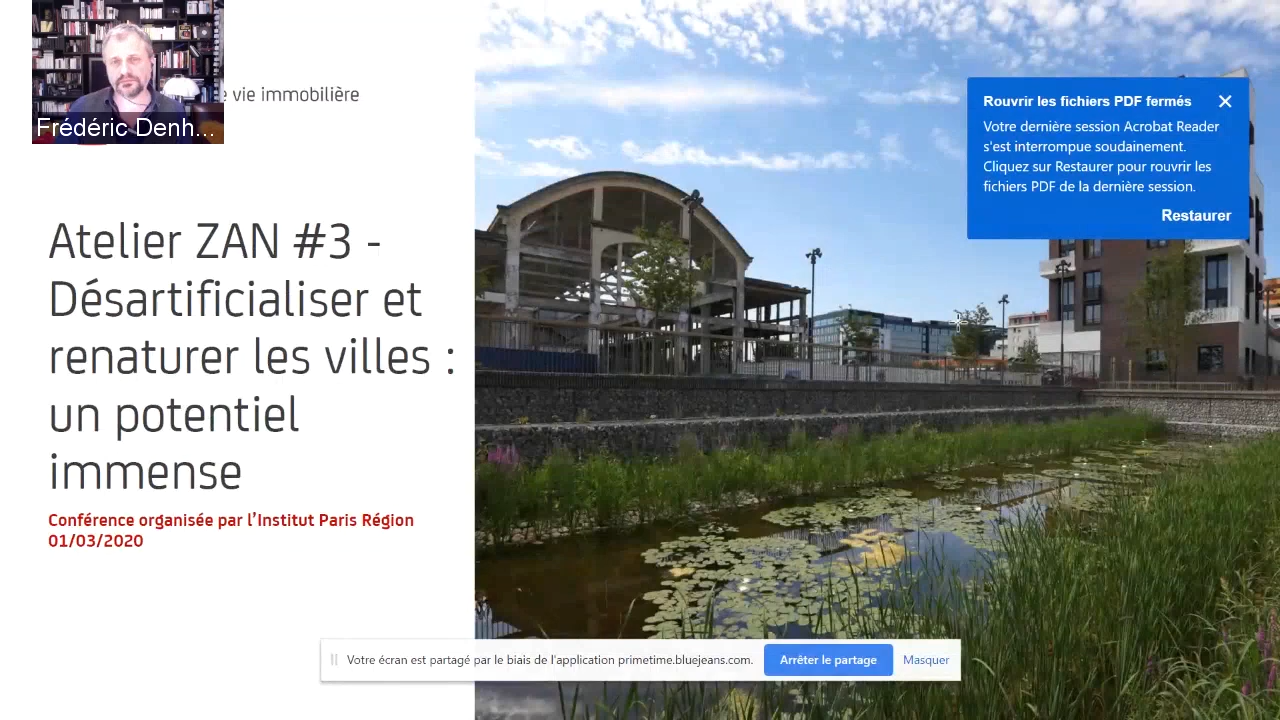 Frédéric Denh...
vie immobilière
Atelier ZAN #3 -
Désartificialiser et
renaturer les villes :
un potentiel
immense
Conférence organisée par l'Institut Paris Région
01/03/2020
Rouvrir les fichiers PDF fermés
Votre dernière session Acrobat Reader
s'est interrompue soudainement.
Cliquez sur Restaurer pour rouvrir les
fichiers PDF de la dernière session.
Restaurer
Votre écran est partagé par le biais de l'application primetime.bluejeans.com.
Arrêter le partage
Masquer